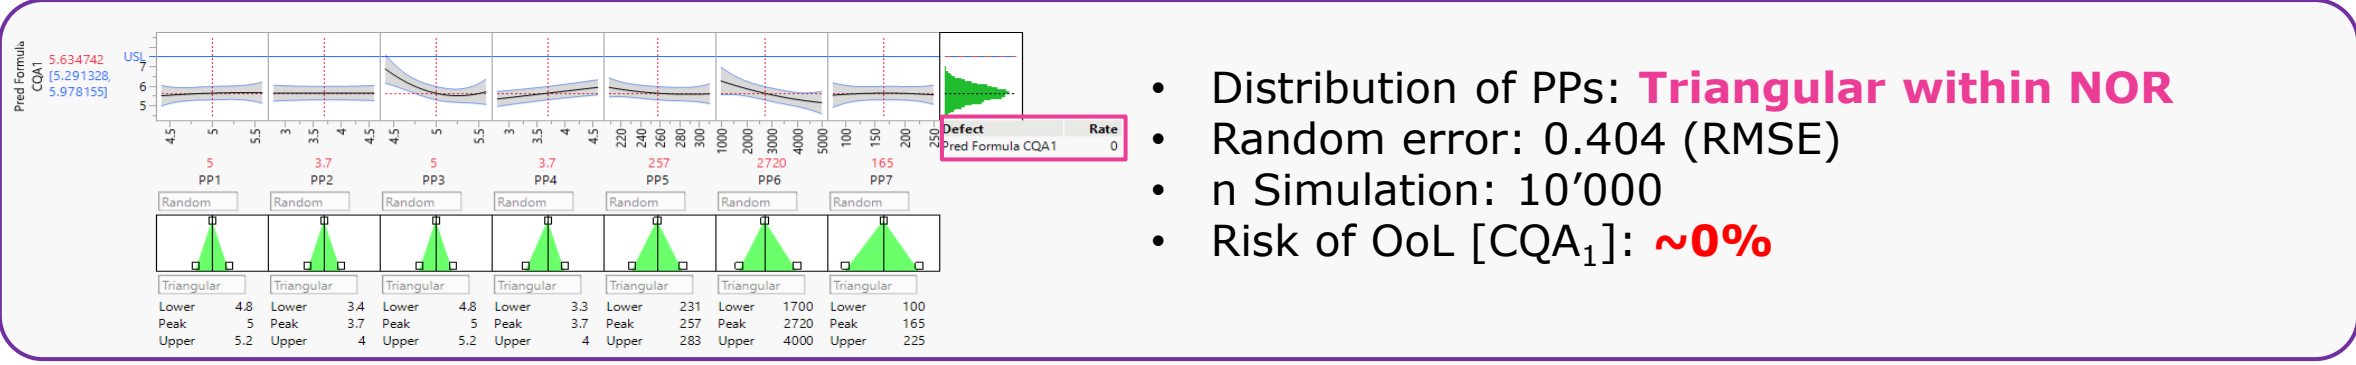 Pred Formula
CQA1
5.634742
[5.291328,
5.978155]
USL
7
6
5
4.5 5 5.5 3 3.5 4 4.5 4.5 5 5.5 3 3.5 4 4.5 220 240 260 280 300 1000 2000 3000 4000 5000 100 150 200 250
5 3.7 5 3.7 257 2720 165
PP1 PP2 PP3 PP4 PP5 PP6 PP7
Random Random Random Random Random Random Random
Triangular Triangular Triangular Triangular Triangular Triangular Triangular
Lower 4.8 Lower 3.4 Lower 4.8 Lower 3.3 Lower 231 Lower 1700 Lower 100
Peak 5 Peak 3.7 Peak 5 Peak 3.7 Peak 257 Peak 2720 Peak 165
Upper 5.2 Upper 4 Upper 5.2 Upper 4 Upper 283 Upper 4000 Upper 225
Defect Rate
Pred Formula CQA1 0
• Distribution of PPs: Triangular within NOR
• Random error: 0.404 (RMSE)
• n Simulation: 10’000
• Risk of OoL [CQA₁]: ~0%